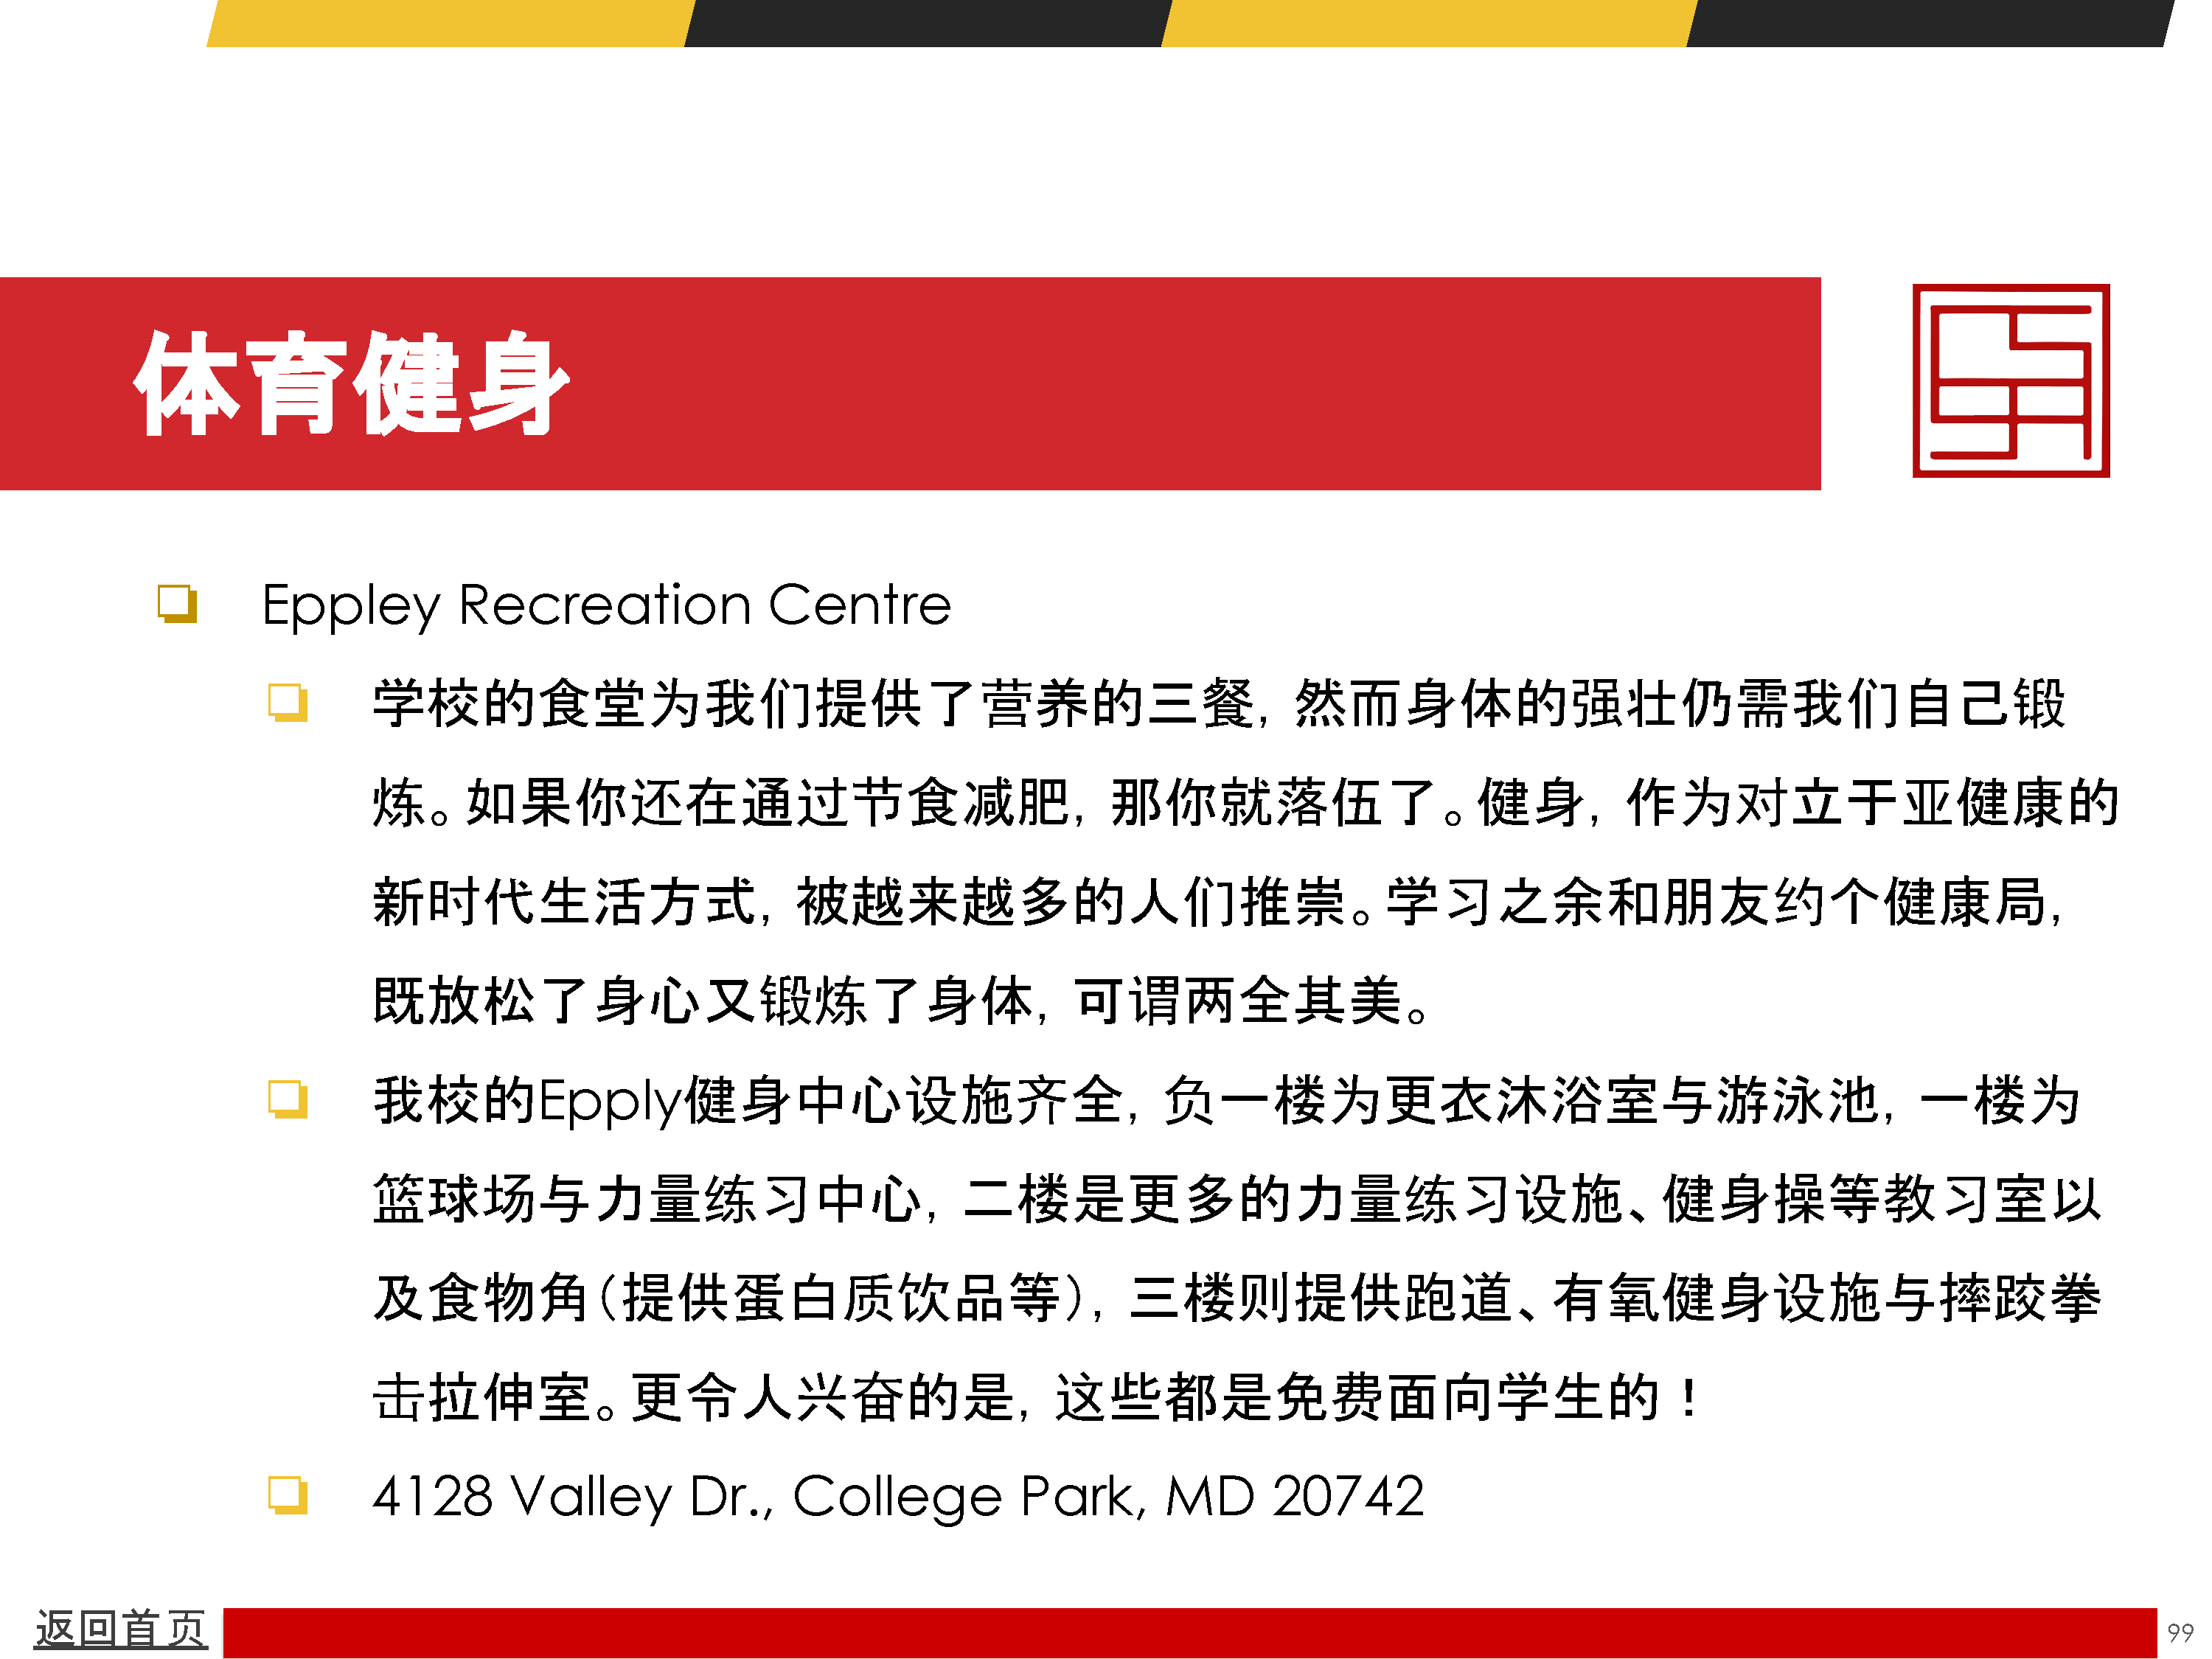 体育健身
Eppley Recreation Centre
学校的食堂为我们提供了营养的三餐，然而身体的强壮仍需我们自己锻
炼。如果你还在通过节食减肥，那你就落伍了。健身，作为对立于亚健康的
新时代生活方式，被越来越多的人们推崇。学习之余和朋友约个健康局，
既放松了身心又锻炼了身体，可谓两全其美。
我校的Epply健身中心设施齐全，负一楼为更衣沐浴室与游泳池，一楼为
篮球场与力量练习中心，二楼是更多的力量练习设施、健身操等教习室以
及食物角（提供蛋白质饮品等），三楼则提供跑道、有氧健身设施与摔跤拳
击拉伸室。更令人兴奋的是，这些都是免费面向学生的！
4128 Valley Dr., College Park, MD 20742
返回首页
99